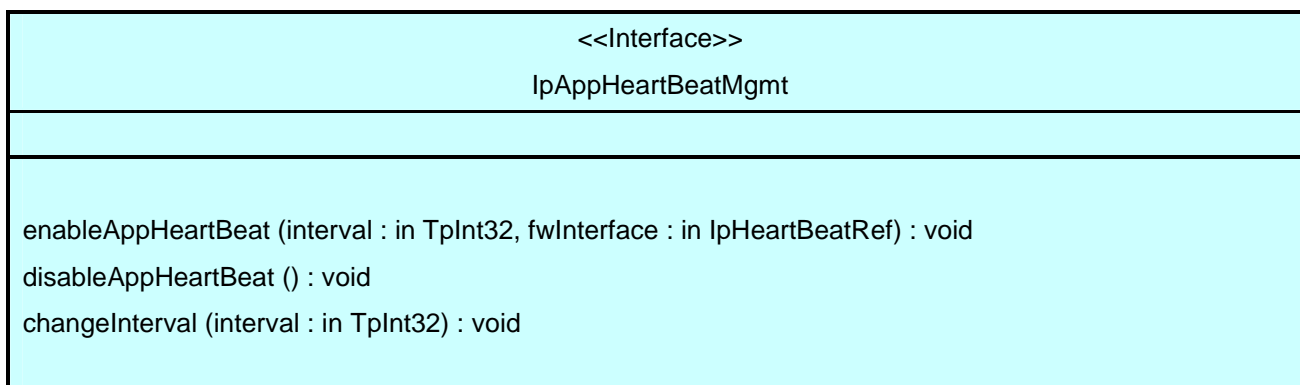 <<Interface>>
IpAppHeartBeatMgmt
enableAppHeartBeat (interval : in TpInt32, fwInterface : in IpHeartBeatRef) : void
disableAppHeartBeat () : void
changeInterval (interval : in TpInt32) : void